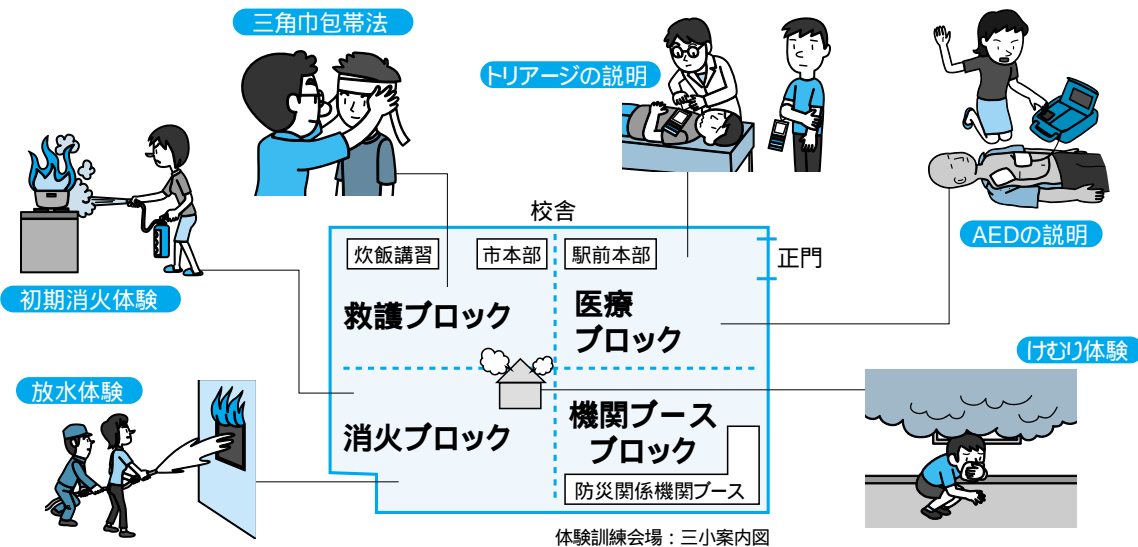 三角巾包帯法
トリアージの説明
AEDの説明
初期消火体験
放水体験
けむり体験
校舎
正門
炊飯講習
市本部
駅前本部
救護ブロック
医療
ブロック
消火ブロック
機関ブース
ブロック
防災関係機関ブース
体験訓練会場：三小案内図